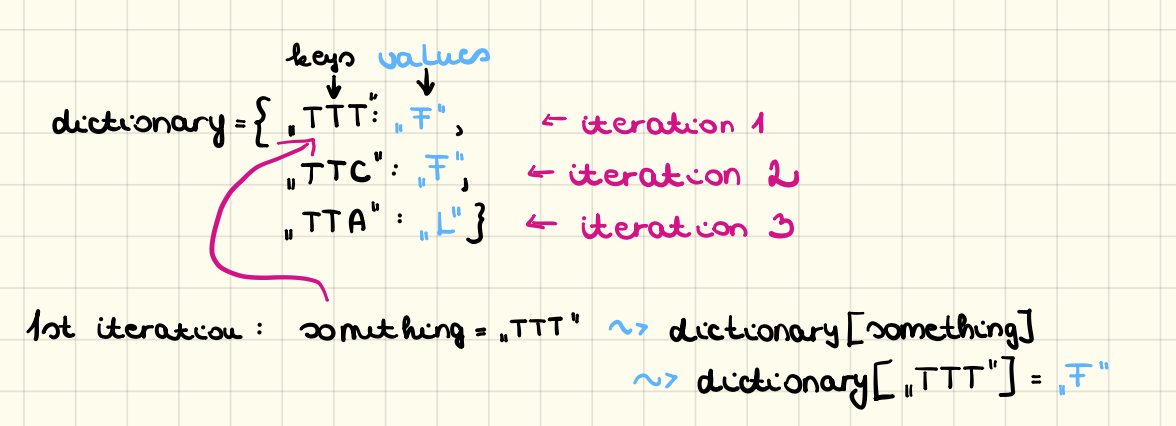 keys values
dictionary = { „TTT": „F", ← iteration 1
„TTC" : „F", ← iteration 2
„TTA" : „L" } ← iteration 3
1st iteration : something = „TTT" ~> dictionary[something]
~> dictionary[„TTT"] = „F"